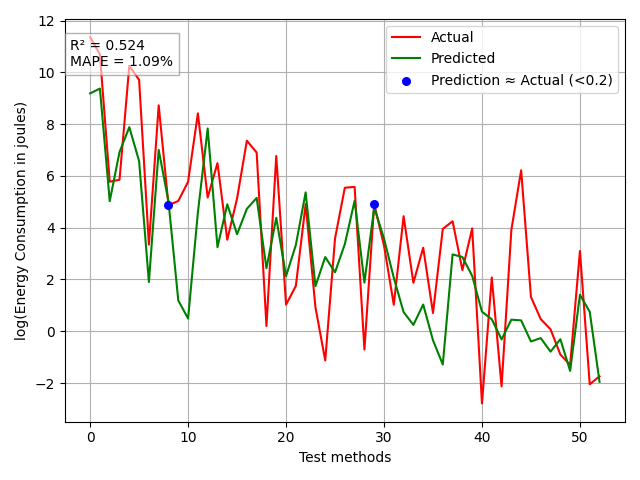 R² = 0.524
MAPE = 1.09%
Actual
Predicted
Prediction ≈ Actual (<0.2)
log(Energy Consumption in joules)
12
10
8
6
4
2
0
−2
0 10 20 30 40 50
Test methods